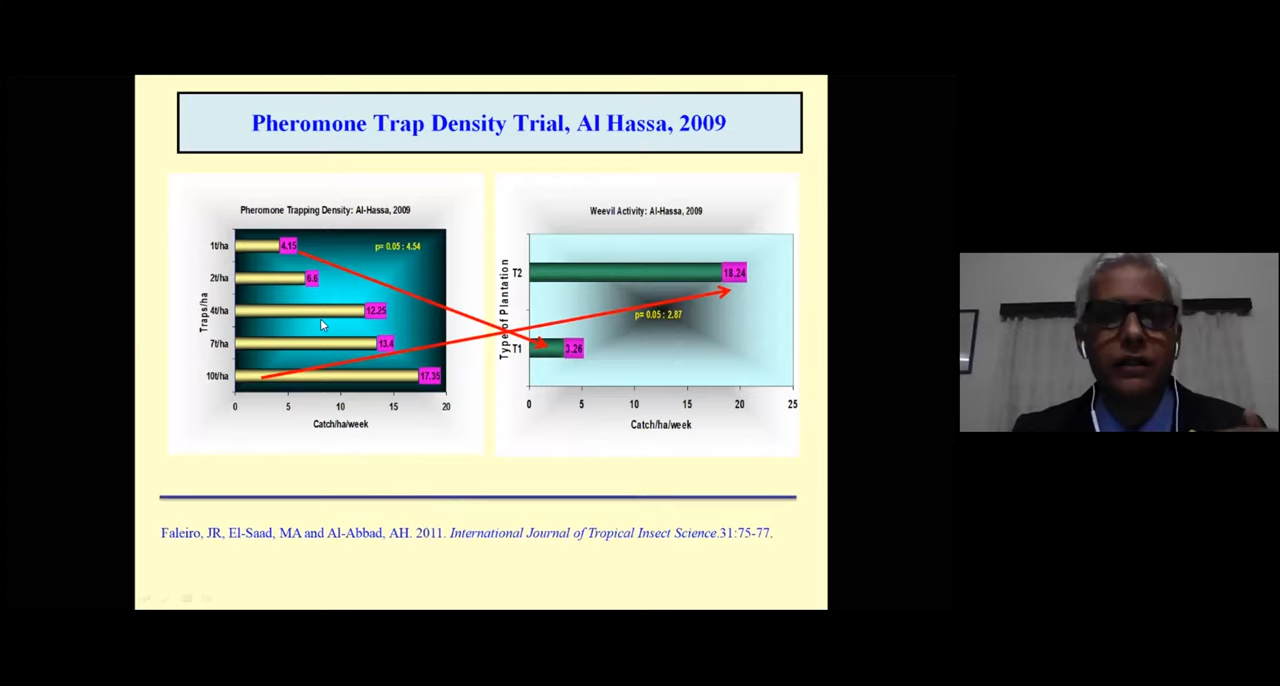 Pheromone Trap Density Trial, Al Hassa, 2009
Pheromone Trapping Density: Al-Hassa, 2009
p= 0.05 : 4.54
Traps/ha
1t/ha
4.15
2t/ha
6.6
4t/ha
12.25
7t/ha
13.4
10t/ha
17.35
0 5 10 15 20
Catch/ha/week
Weevil Activity: Al-Hassa, 2009
Type of Plantation
T2
18.24
p= 0.05 : 2.87
T1
3.26
0 5 10 15 20 25
Catch/ha/week
Faleiro, JR, El-Saad, MA and Al-Abbad, AH. 2011. International Journal of Tropical Insect Science.31:75-77.